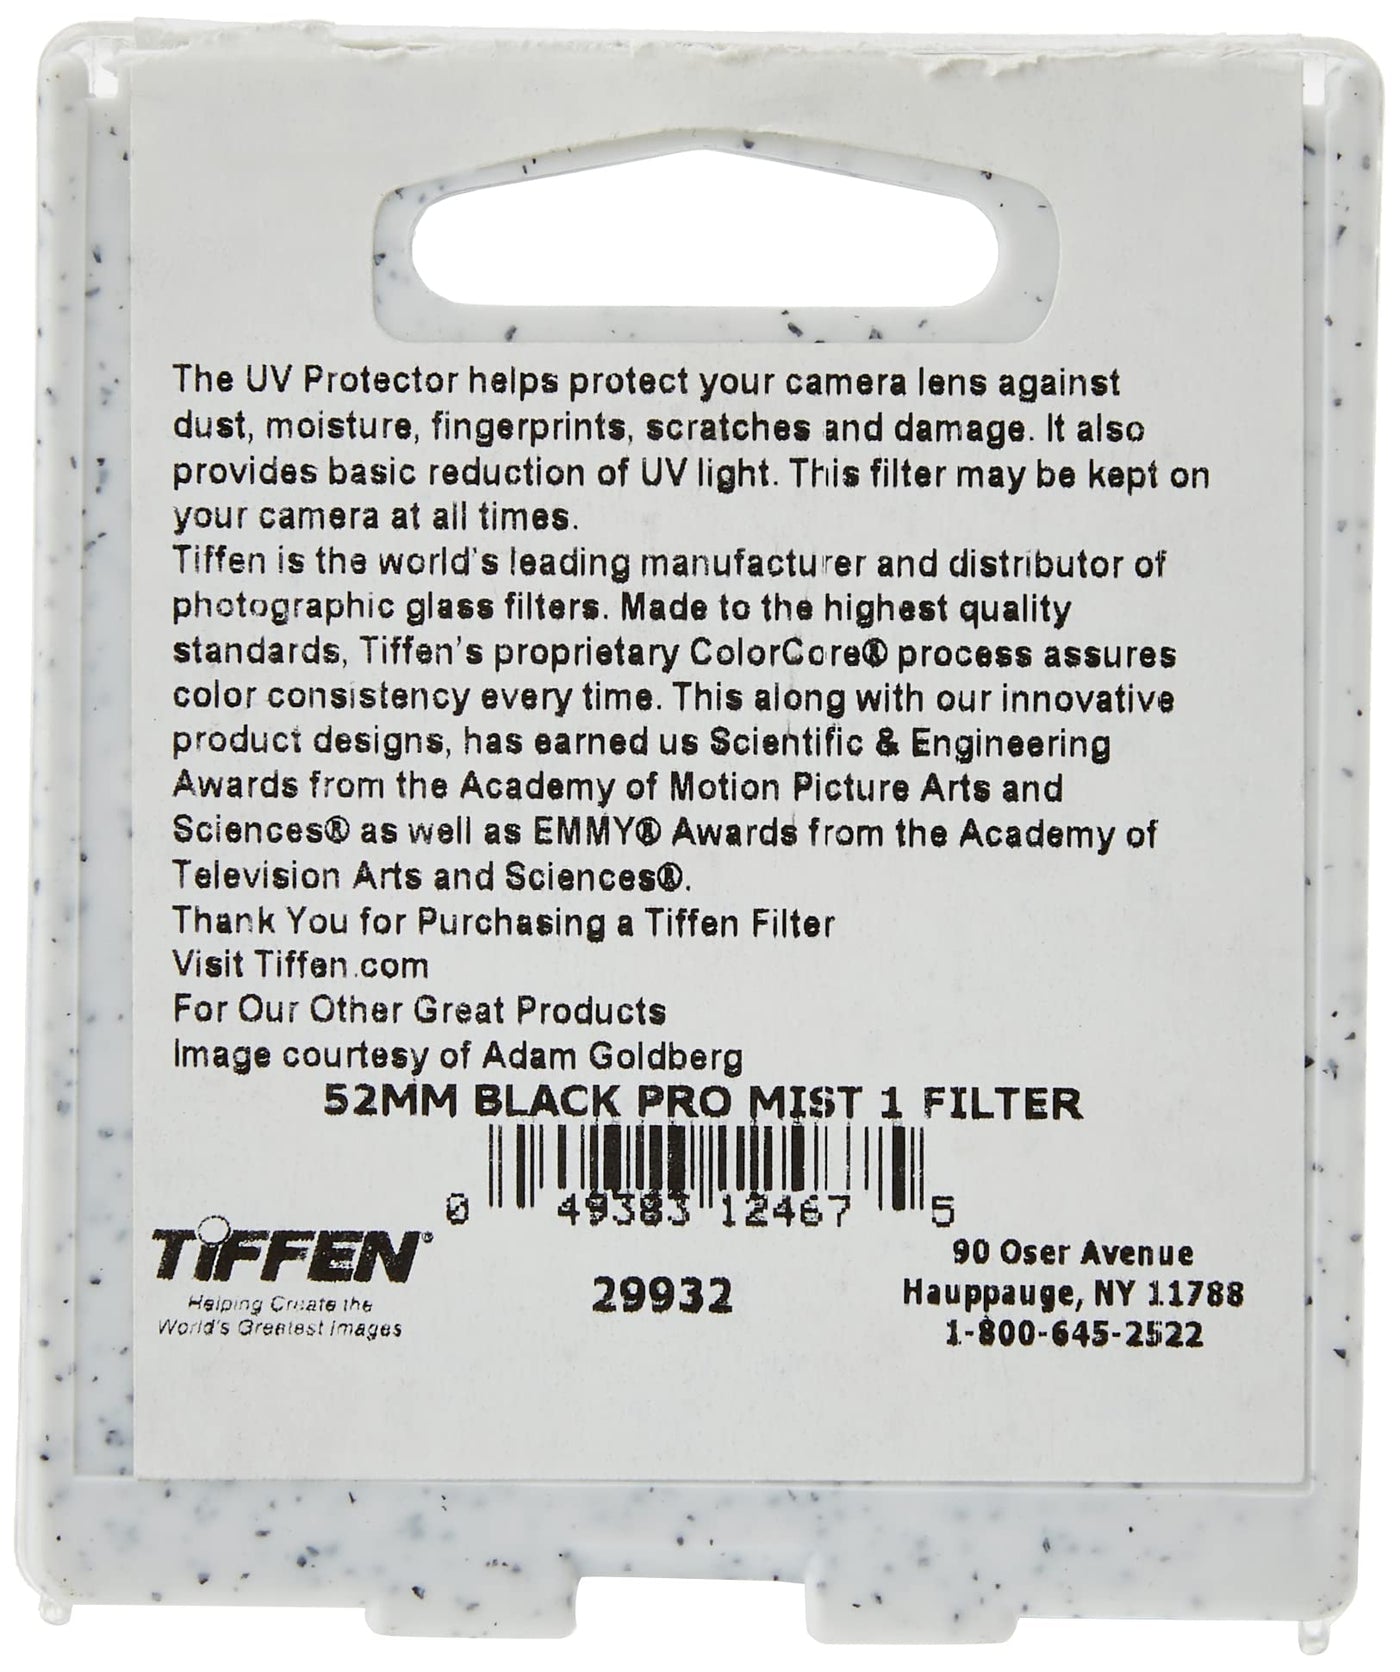 The UV Protector helps protect your camera lens against
dust, moisture, fingerprints, scratches and damage. It also
provides basic reduction of UV light. This filter may be kept on
your camera at all times.
Tiffen is the world's leading manufacturer and distributor of
photographic glass filters. Made to the highest quality
standards, Tiffen's proprietary ColorCore® process assures
color consistency every time. This along with our innovative
product designs, has earned us Scientific & Engineering
Awards from the Academy of Motion Picture Arts and
Sciences® as well as EMMY® Awards from the Academy of
Television Arts and Sciences®.
Thank You for Purchasing a Tiffen Filter
Visit Tiffen.com
For Our Other Great Products
Image courtesy of Adam Goldberg
52MM BLACK PRO MIST 1 FILTER
0 49383 12467 5
TIFFEN®
Helping Create the
World's Greatest Images
29932
90 Oser Avenue
Hauppauge, NY 11788
1-800-645-2522